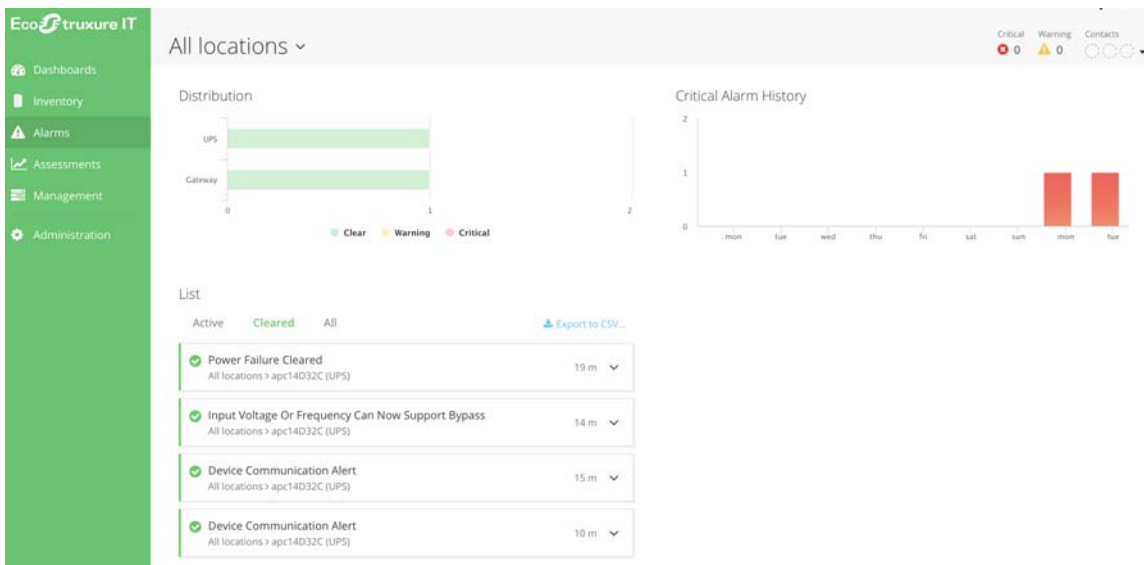 EcoStruxure IT
Dashboards
Inventory
Alarms
Assessments
Management
Administration
All locations
Critical Warning Contacts
0 0
Distribution
UPS
Gateway
0 1 2
Clear Warning Critical
Critical Alarm History
2
1
0
mon tue wed thu fri sat sun mon tue
List
Active Cleared All Export to CSV...
Power Failure Cleared
All locations > apc14D32C (UPS)
19 m
Input Voltage Or Frequency Can Now Support Bypass
All locations > apc14D32C (UPS)
14 m
Device Communication Alert
All locations > apc14D32C (UPS)
15 m
Device Communication Alert
All locations > apc14D32C (UPS)
10 m